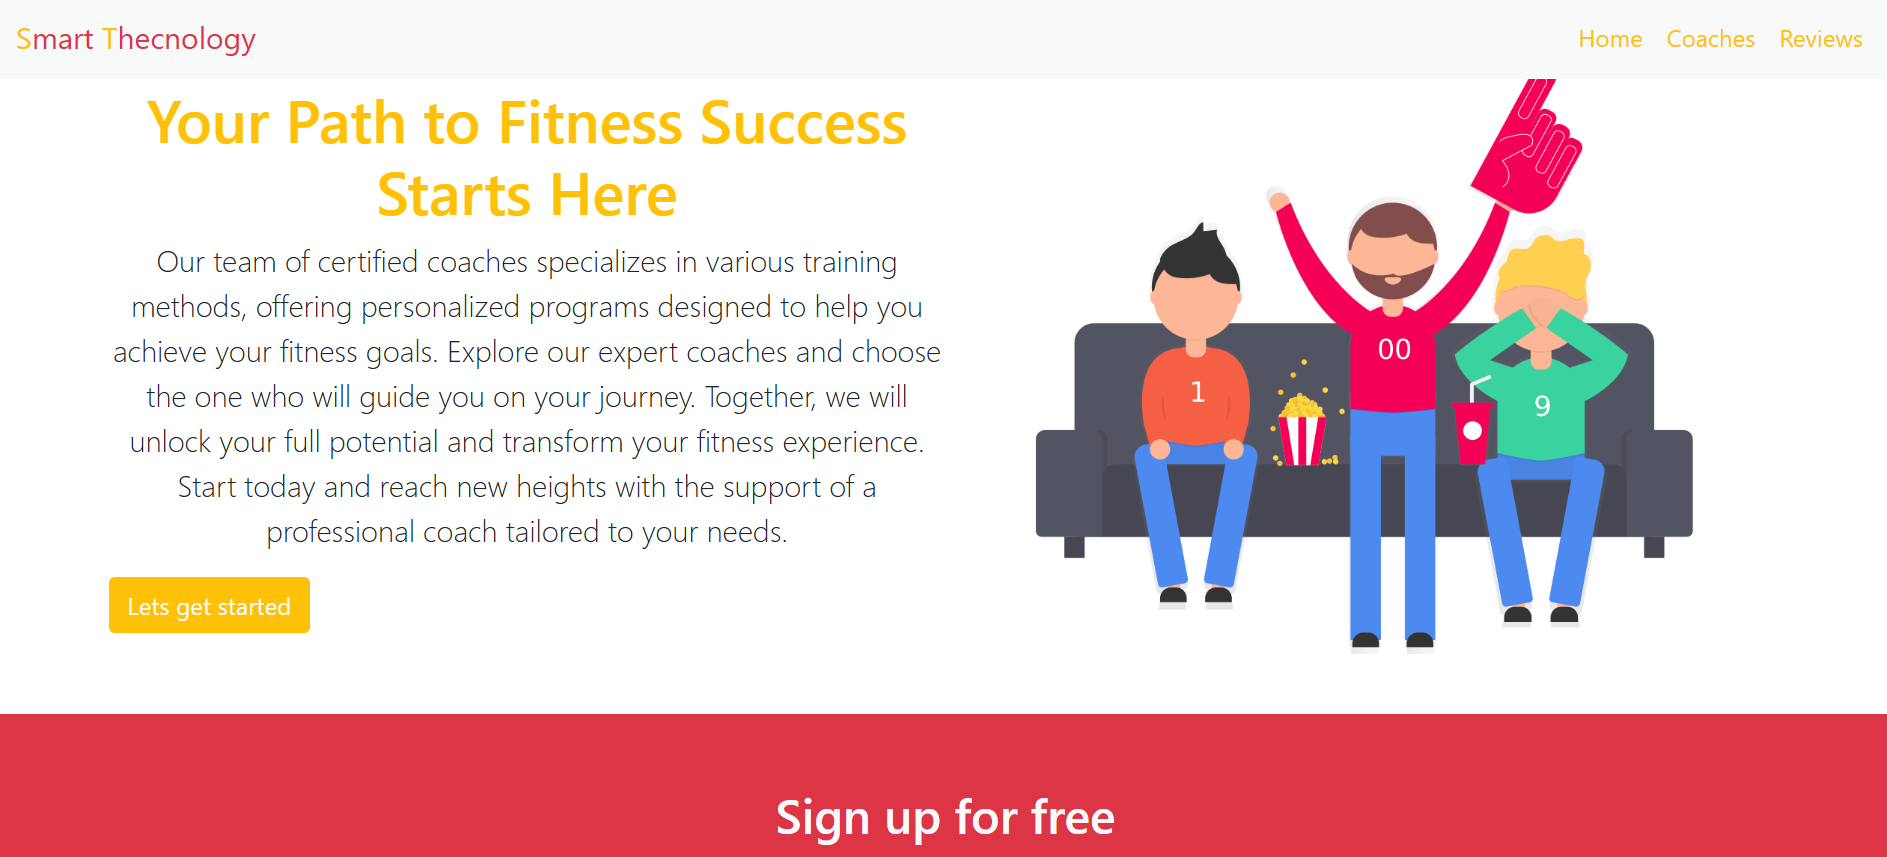 Smart Thecnology
Home Coaches Reviews
Your Path to Fitness Success
Starts Here
Our team of certified coaches specializes in various training
methods, offering personalized programs designed to help you
achieve your fitness goals. Explore our expert coaches and choose
the one who will guide you on your journey. Together, we will
unlock your full potential and transform your fitness experience.
Start today and reach new heights with the support of a
professional coach tailored to your needs.
Lets get started
1
00
9
Sign up for free